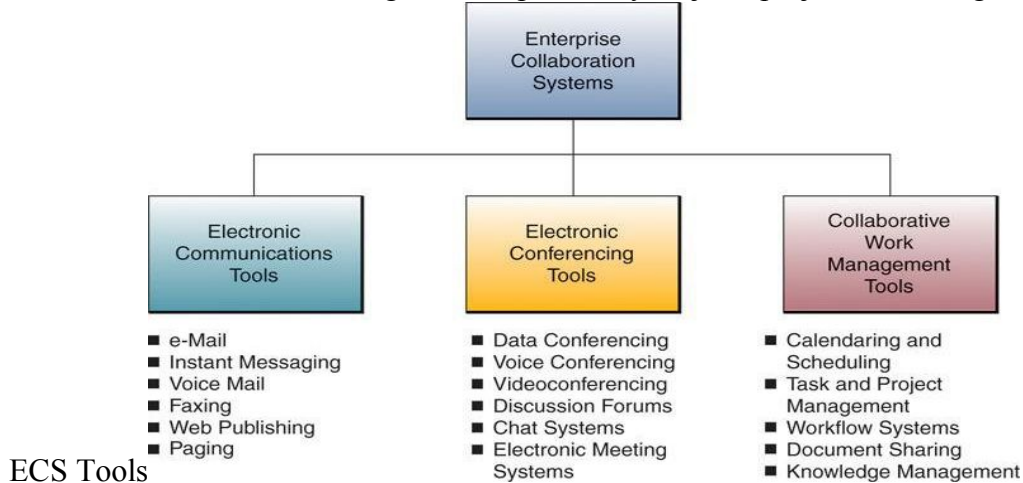 Enterprise
Collaboration
Systems
Electronic
Communications
Tools
■ e-Mail
■ Instant Messaging
■ Voice Mail
■ Faxing
■ Web Publishing
■ Paging
Electronic
Conferencing
Tools
■ Data Conferencing
■ Voice Conferencing
■ Videoconferencing
■ Discussion Forums
■ Chat Systems
■ Electronic Meeting
Systems
Collaborative
Work
Management
Tools
■ Calendaring and
Scheduling
■ Task and Project
Management
■ Workflow Systems
■ Document Sharing
■ Knowledge Management
ECS Tools